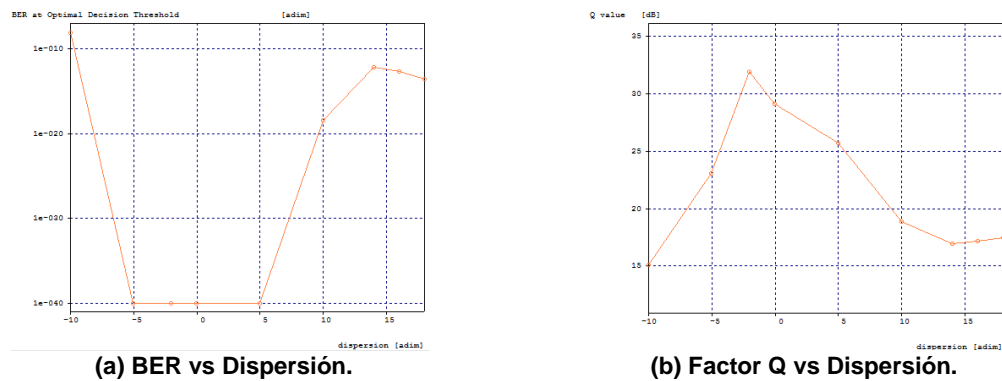 BER at Optimal Decision Threshold [adim]
1e-010
1e-020
1e-030
1e-040
-10 -5 0 5 10 15
dispersion [adim]
(a) BER vs Dispersión.
Q value [dB]
35
30
25
20
15
-10 -5 0 5 10 15
dispersion [adim]
(b) Factor Q vs Dispersión.